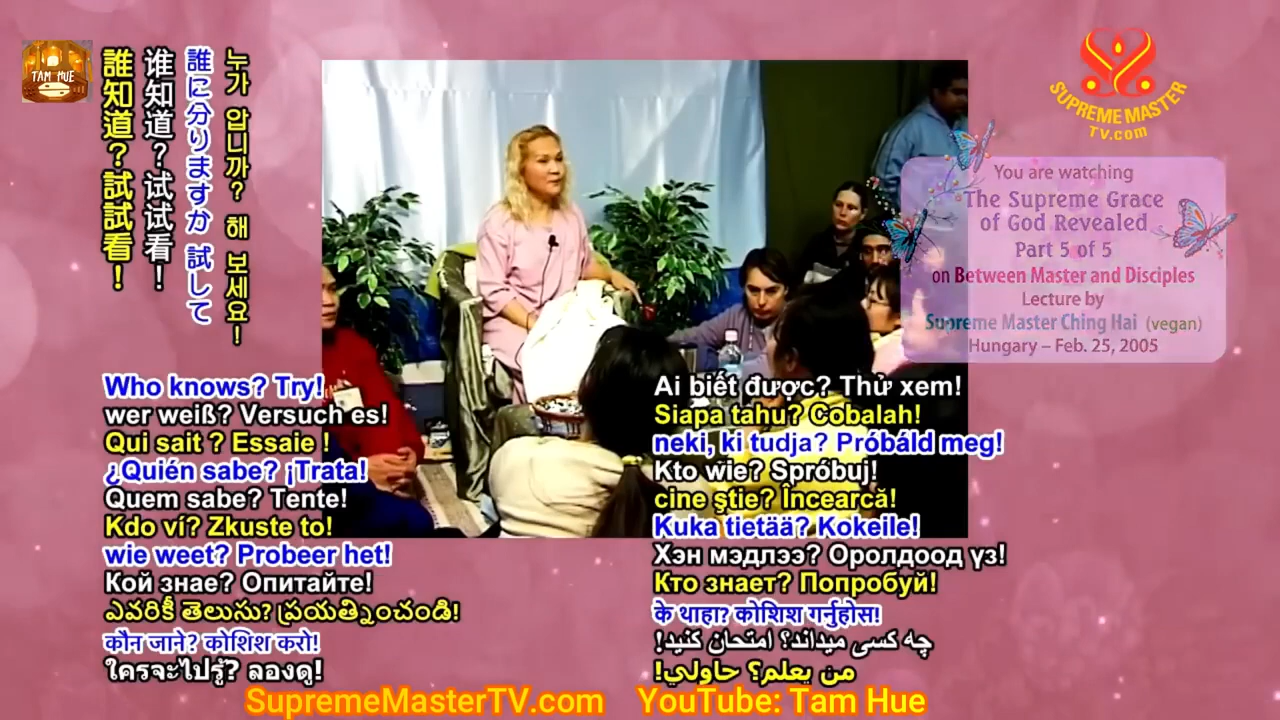 TAM HUE
誰知道？試試看！
谁知道？试试看！
誰に分りますか 試して
누가 압니까? 해 보세요!
SUPREME MASTER
TV.com
You are watching
The Supreme Grace
of God Revealed
Part 5 of 5
on Between Master and Disciples
Lecture by
Supreme Master Ching Hai (vegan)
Hungary – Feb. 25, 2005
Who knows? Try!
wer weiß? Versuch es!
Qui sait ? Essaie !
¿Quién sabe? ¡Trata!
Quem sabe? Tente!
Kdo ví? Zkuste to!
wie weet? Probeer het!
Кой знае? Опитайте!
ఎవరికీ తెలుసు? ప్రయత్నించండి!
कौन जाने? कोशिश करो!
ใครจะไปรู้? ลองดู!
Ai biết được? Thử xem!
Siapa tahu? Cobalah!
neki, ki tudja? Próbáld meg!
Kto wie? Spróbuj!
cine ştie? Încearcă!
Kuka tietää? Kokeile!
Хэн мэдлээ? Оролдоод үз!
Кто знает? Попробуй!
के थाहा? कोशिश गर्नुहोस!
چه کسی میداند؟ امتحان کنید!
من يعلم؟ حاولي!
SupremeMasterTV.com YouTube: Tam Hue